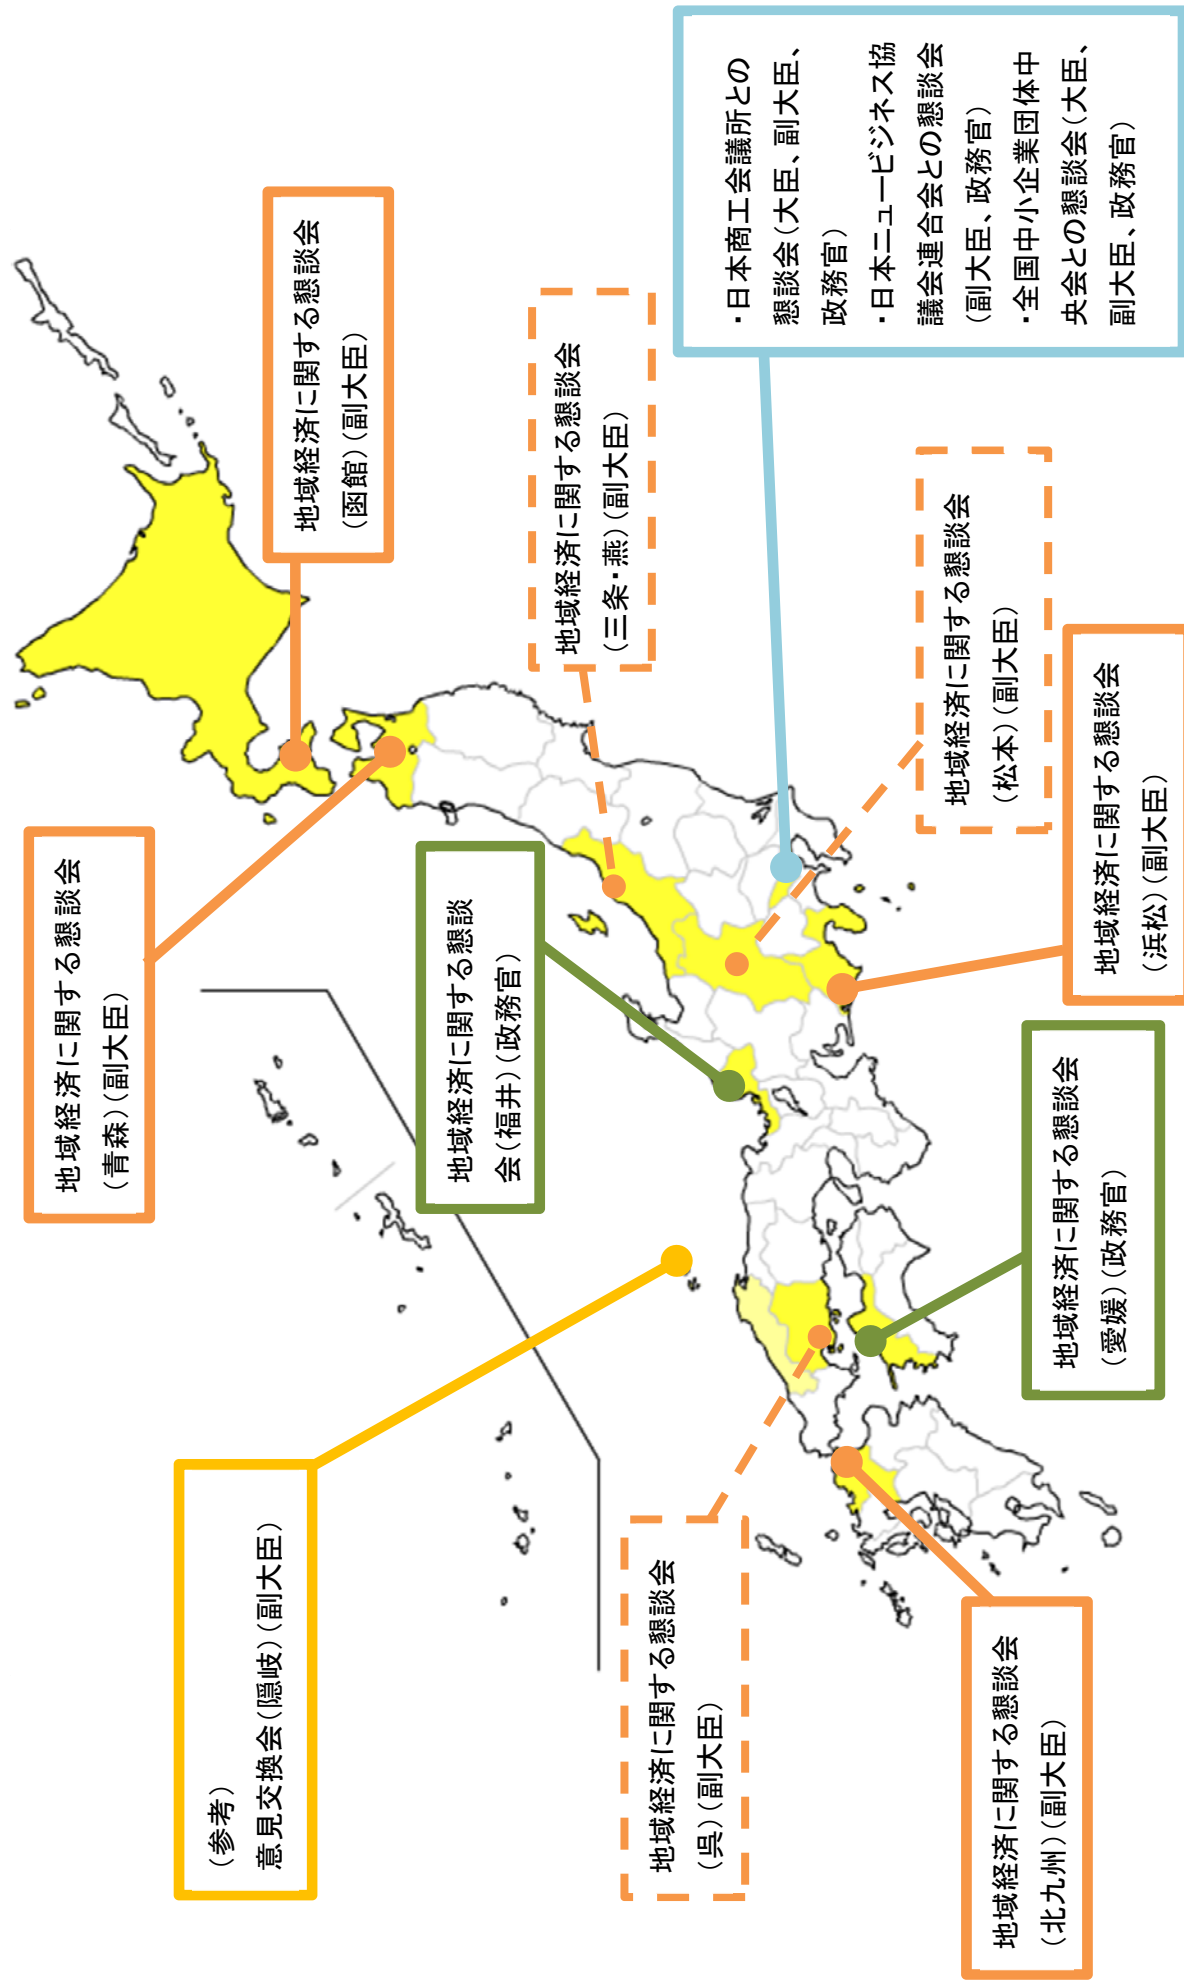 (参考)
意見交換会(隠岐)(副大臣)
地域経済に関する懇談会
(青森)(副大臣)
地域経済に関する懇談会
(函館)(副大臣)
地域経済に関する懇談
会(福井)(政務官)
地域経済に関する懇談会
(三条・燕)(副大臣)
地域経済に関する懇談会
(呉)(副大臣)
・日本商工会議所との
懇談会(大臣、副大臣、
政務官)
・日本ニュービジネス協
議会連合会との懇談会
(副大臣、政務官)
・全国中小企業団体中
央会との懇談会(大臣、
副大臣、政務官)
地域経済に関する懇談会
(松本)(副大臣)
地域経済に関する懇談会
(北九州)(副大臣)
地域経済に関する懇談会
(愛媛)(政務官)
地域経済に関する懇談会
(浜松)(副大臣)